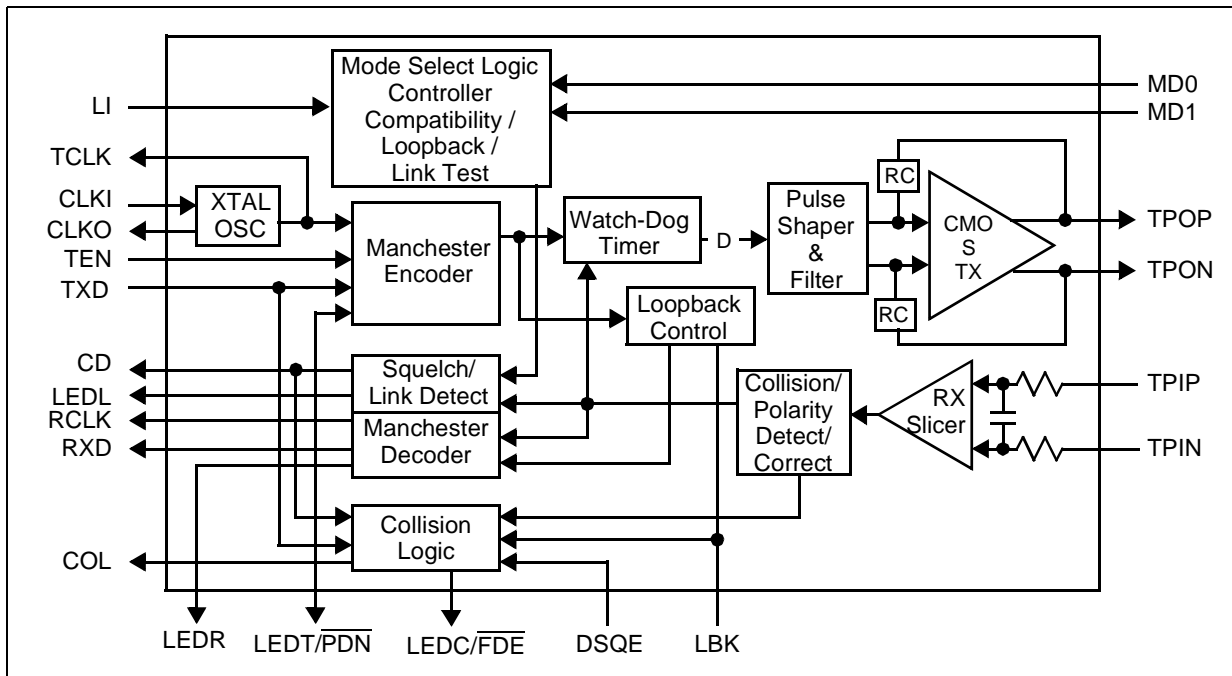 Mode Select Logic
Controller
Compatibility /
Loopback /
Link Test
LI
MD0
MD1
TCLK
CLKI
CLKO
TEN
TXD
XTAL
OSC
Manchester
Encoder
Watch-Dog
Timer
D
Pulse
Shaper
&
Filter
RC
CMO
S
TX
RC
TPOP
TPON
Loopback
Control
CD
LEDL
RCLK
RXD
Squelch/
Link Detect
Manchester
Decoder
Collision/
Polarity
Detect/
Correct
RX
Slicer
TPIP
TPIN
Collision
Logic
COL
LEDR
LEDT/PDN
LEDC/FDE
DSQE
LBK